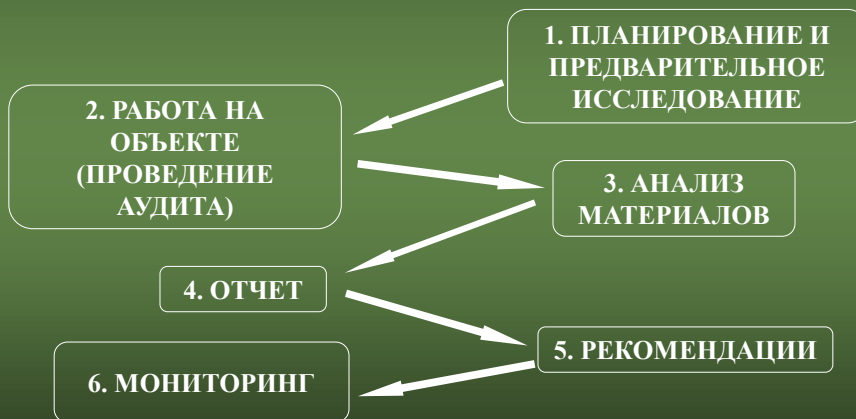 1. ПЛАНИРОВАНИЕ И
ПРЕДВАРИТЕЛЬНОЕ
ИССЛЕДОВАНИЕ
2. РАБОТА НА
ОБЪЕКТЕ
(ПРОВЕДЕНИЕ
АУДИТА)
3. АНАЛИЗ
МАТЕРИАЛОВ
4. ОТЧЕТ
5. РЕКОМЕНДАЦИИ
6. МОНИТОРИНГ